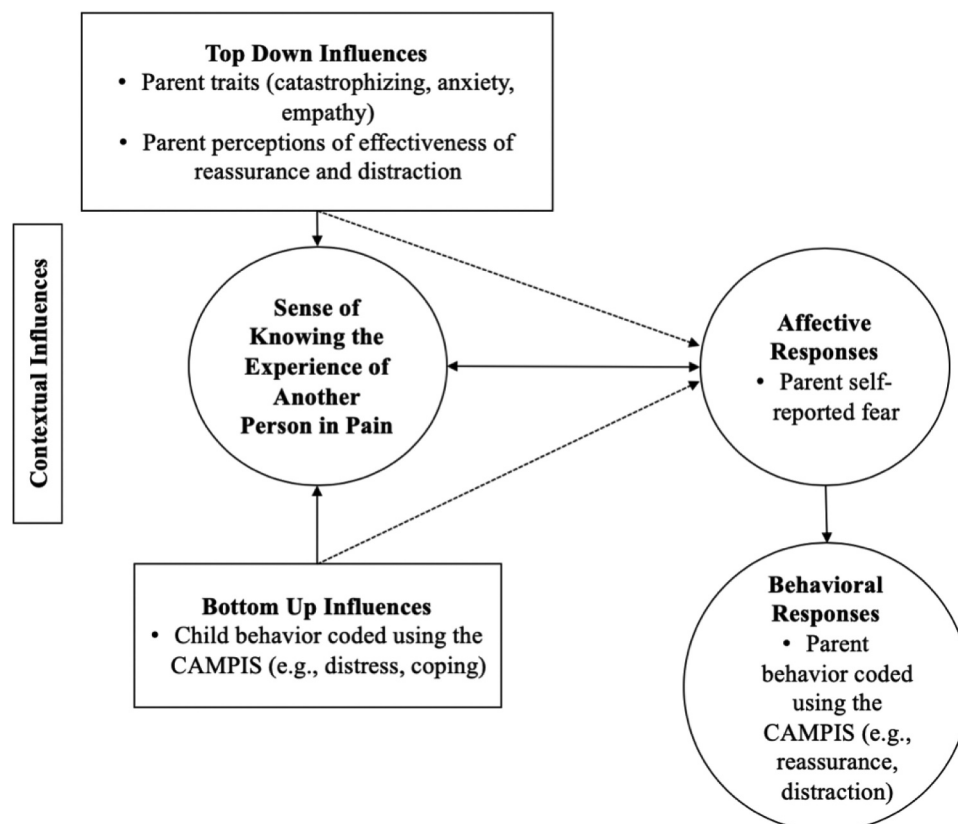 Top Down Influences
• Parent traits (catastrophizing, anxiety,
empathy)
• Parent perceptions of effectiveness of
reassurance and distraction
Contextual Influences
Sense of
Knowing the
Experience of
Another
Person in Pain
Affective
Responses
• Parent self-
reported fear
Bottom Up Influences
• Child behavior coded using the
CAMPIS (e.g., distress, coping)
Behavioral
Responses
• Parent
behavior coded
using the
CAMPIS (e.g.,
reassurance,
distraction)